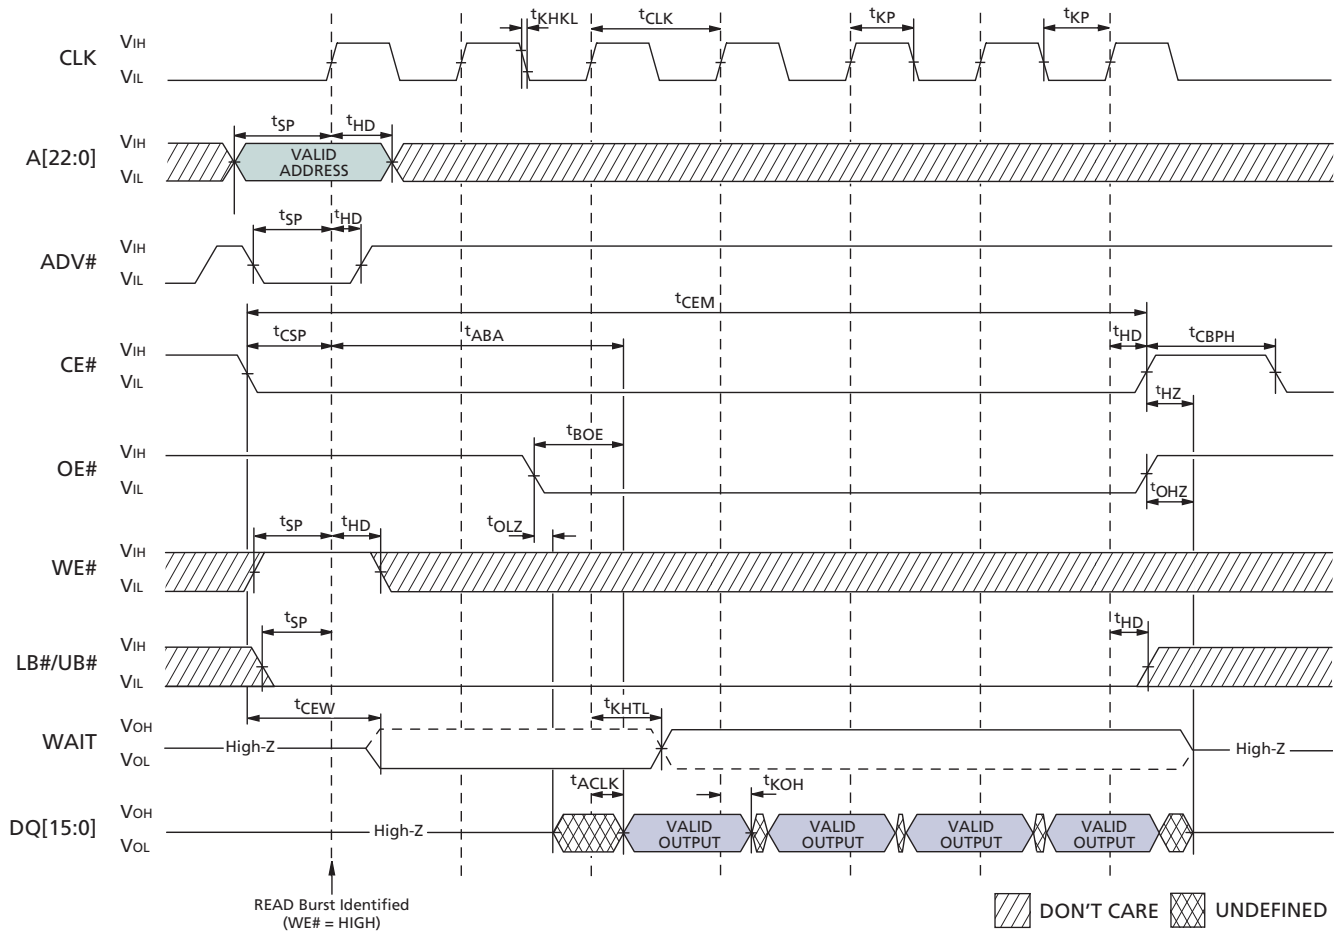 tKHKL tCLK tKP tKP
CLK VIH
VIL
tSP tHD
A[22:0] VIH
VIL
VALID
ADDRESS
tSP tHD
ADV# VIH
VIL
tCEM
tCSP tABA tHD tCBPH
CE# VIH
VIL
tHZ
tBOE
OE# VIH
VIL
tOHZ
tSP tHD tOLZ
WE# VIH
VIL
tSP tHD
LB#/UB# VIH
VIL
tCEW tKHTL
WAIT VOH
VOL
High-Z High-Z
tACLK tKOH
DQ[15:0] VOH
VOL
High-Z
VALID
OUTPUT
VALID
OUTPUT
VALID
OUTPUT
VALID
OUTPUT
READ Burst Identified
(WE# = HIGH)
DON'T CARE UNDEFINED